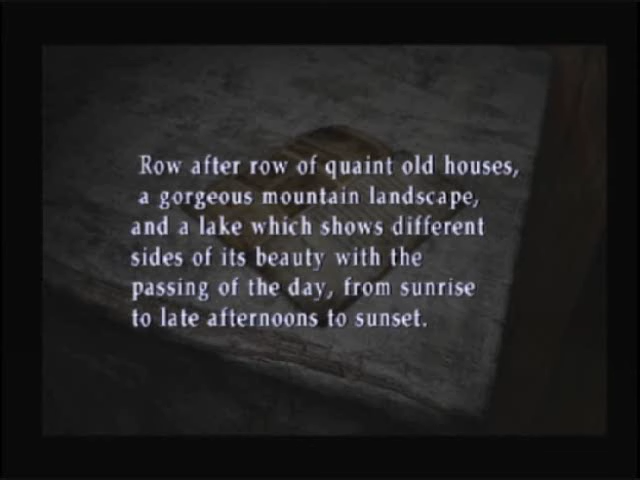 Row after row of quaint old houses,
a gorgeous mountain landscape,
and a lake which shows different
sides of its beauty with the
passing of the day, from sunrise
to late afternoons to sunset.